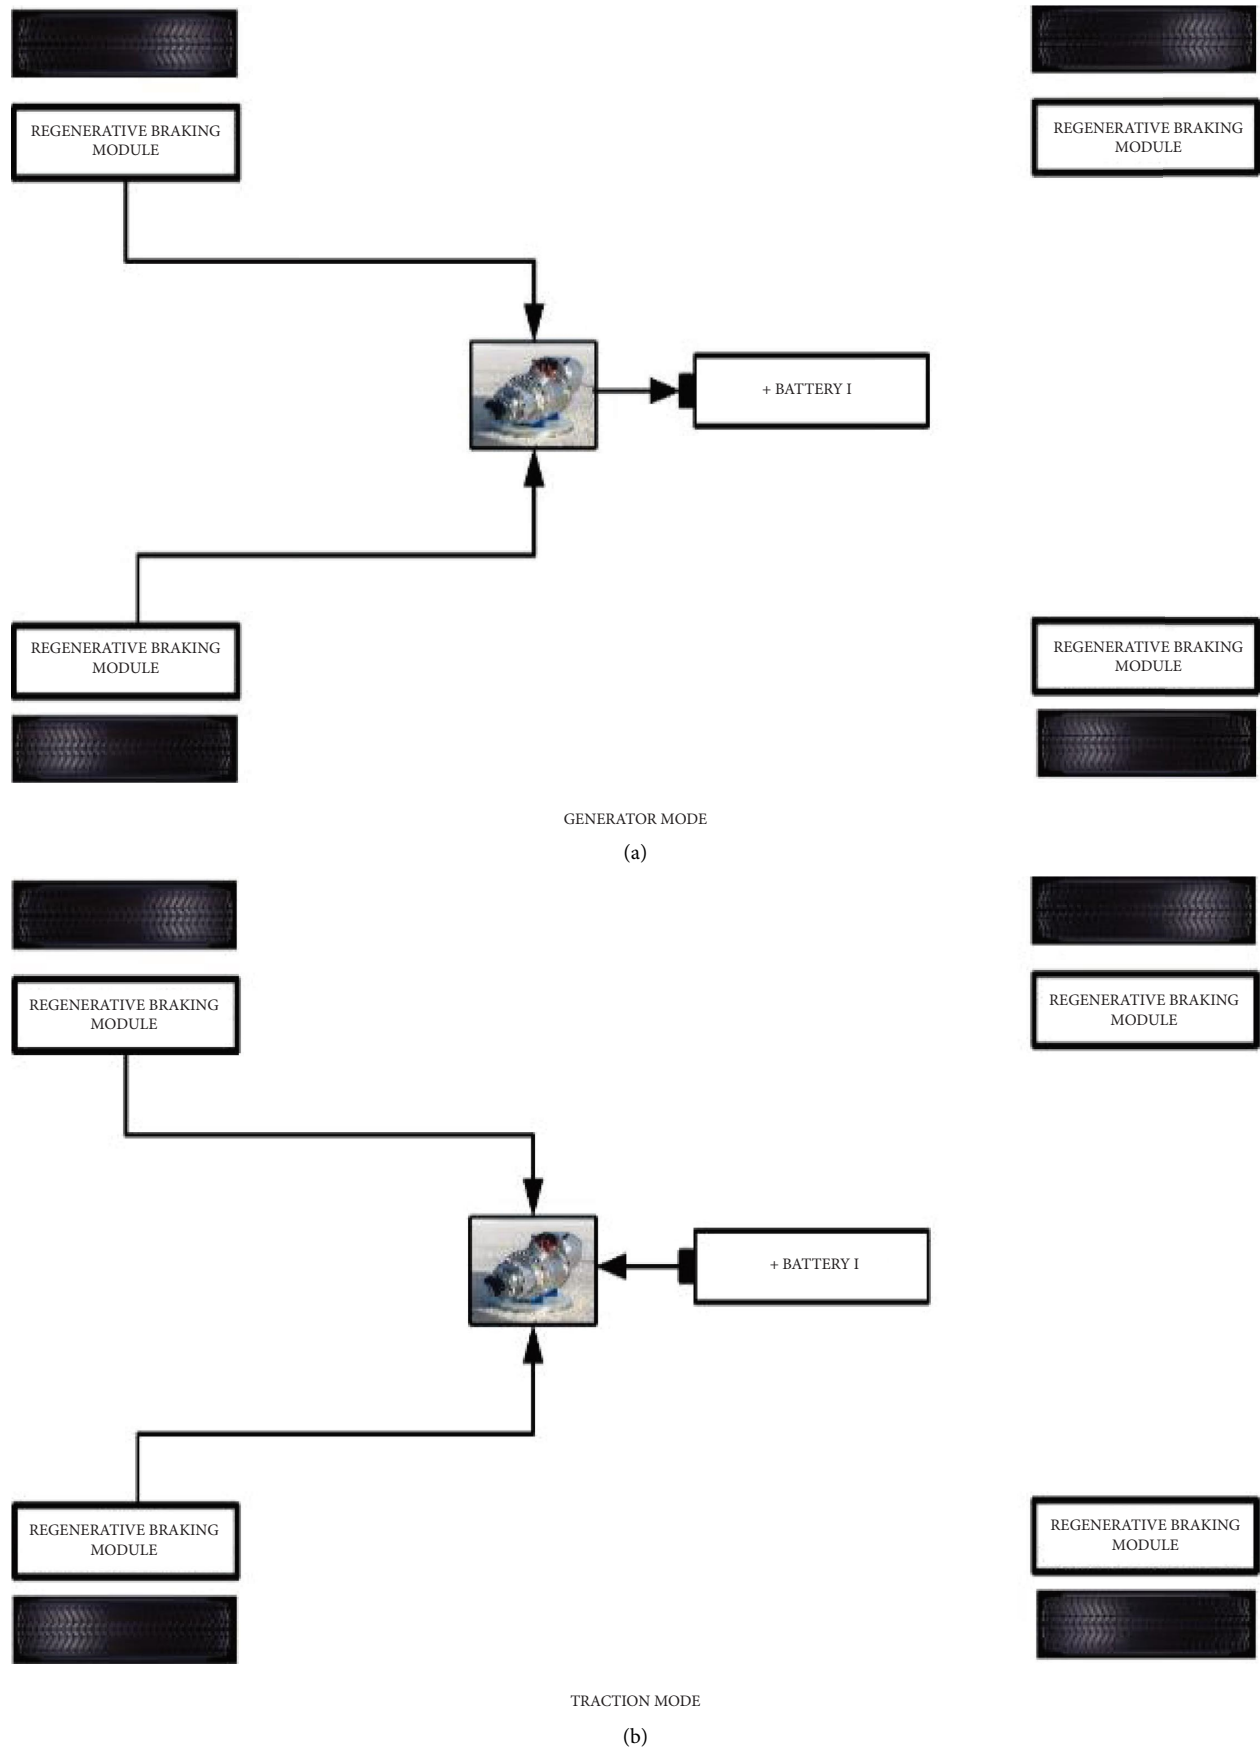 REGENERATIVE BRAKING
MODULE
REGENERATIVE BRAKING
MODULE
+ BATTERY I
REGENERATIVE BRAKING
MODULE
REGENERATIVE BRAKING
MODULE
GENERATOR MODE
(a)
REGENERATIVE BRAKING
MODULE
REGENERATIVE BRAKING
MODULE
+ BATTERY I
REGENERATIVE BRAKING
MODULE
REGENERATIVE BRAKING
MODULE
TRACTION MODE
(b)